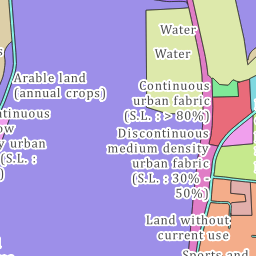 Water
Water
Arable land
(annual crops)
Continuous
urban fabric
(S.L. : > 80%)
Discontinuous
medium density
urban fabric
(S.L. : 30% -
50%)
tinuous
ow
y urban
(S.L. :
)
Land without
current use
Sports and